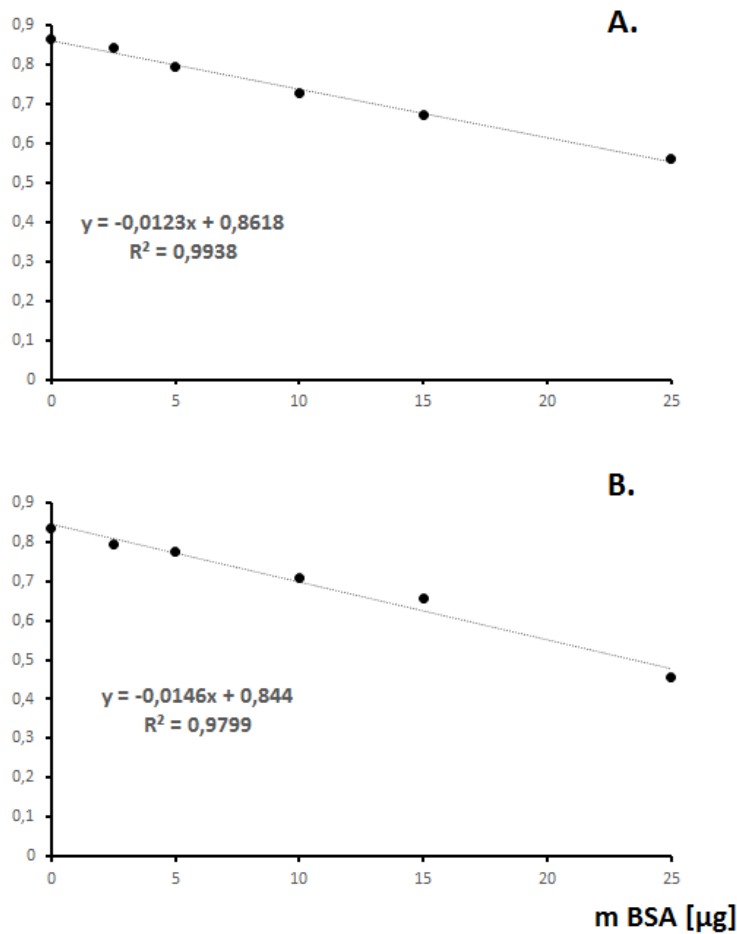 A.
0,9
0,8
0,7
0,6
0,5
0,4
0,3
0,2
0,1
0
y = -0,0123x + 0,8618
R² = 0,9938
0 5 10 15 20 25
B.
0,9
0,8
0,7
0,6
0,5
0,4
0,3
0,2
0,1
0
y = -0,0146x + 0,844
R² = 0,9799
0 5 10 15 20 25
m BSA [µg]